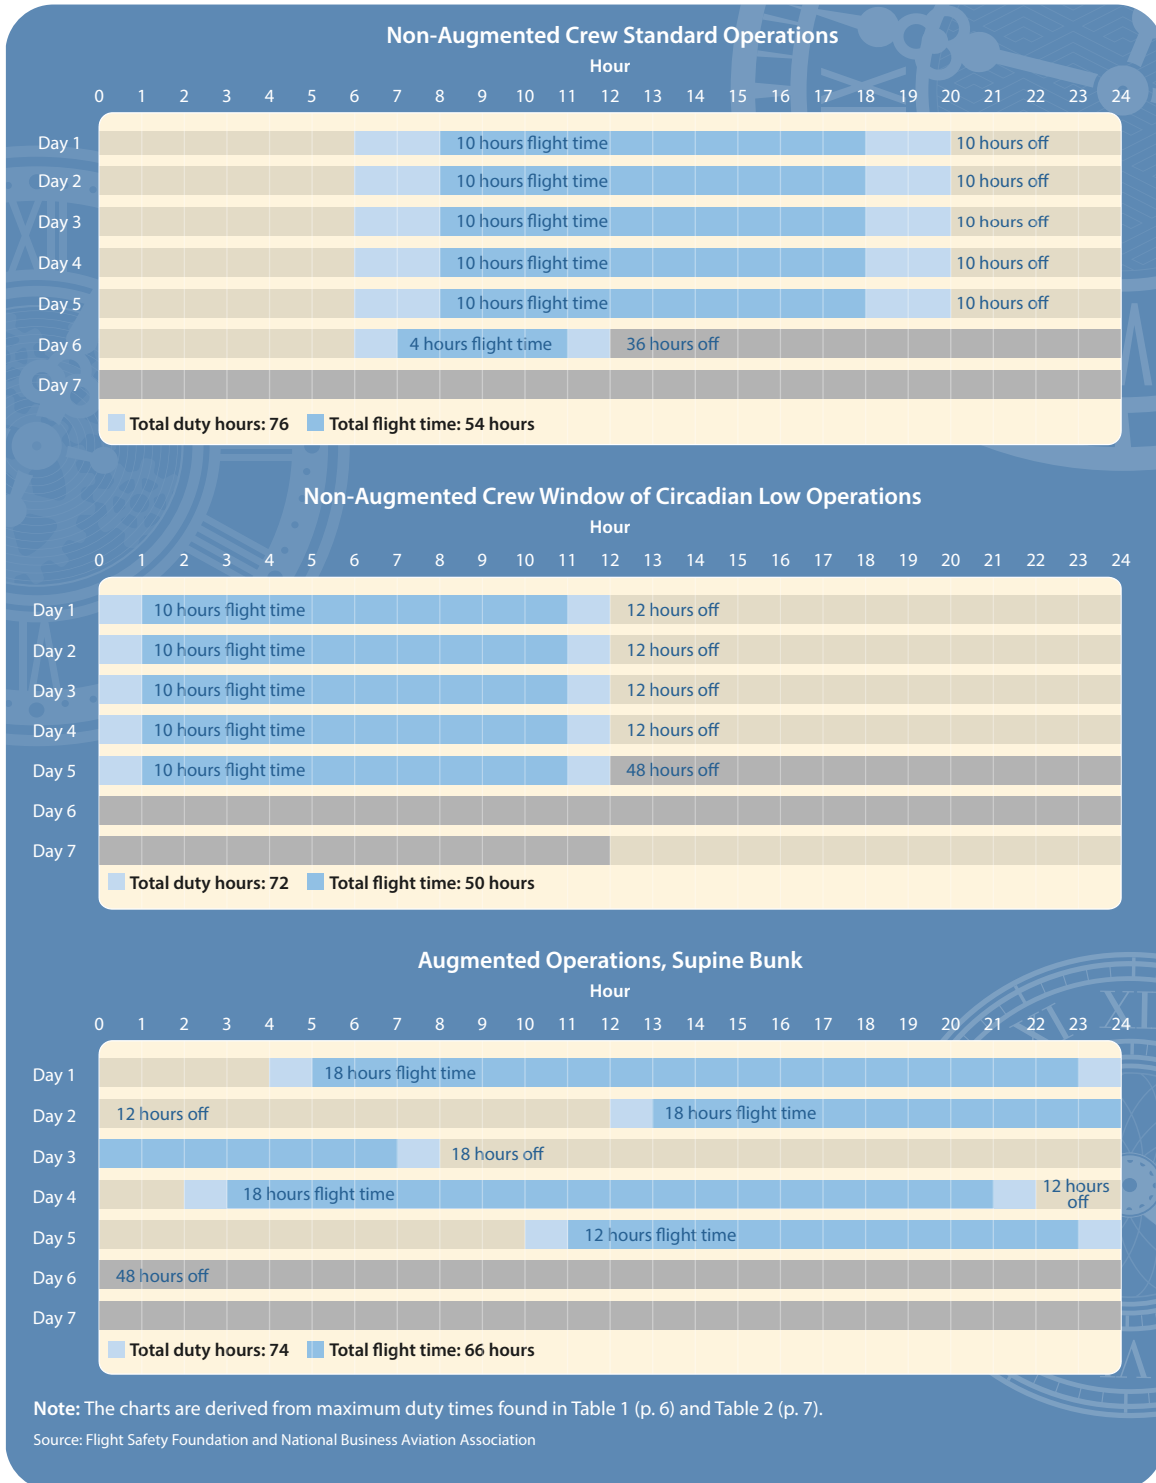 Non-Augmented Crew Standard Operations
Hour
0 1 2 3 4 5 6 7 8 9 10 11 12 13 14 15 16 17 18 19 20 21 22 23 24
Day 1 10 hours flight time 10 hours off
Day 2 10 hours flight time 10 hours off
Day 3 10 hours flight time 10 hours off
Day 4 10 hours flight time 10 hours off
Day 5 10 hours flight time 10 hours off
Day 6 4 hours flight time 36 hours off
Day 7
Total duty hours: 76 Total flight time: 54 hours
Non-Augmented Crew Window of Circadian Low Operations
Hour
0 1 2 3 4 5 6 7 8 9 10 11 12 13 14 15 16 17 18 19 20 21 22 23 24
Day 1 10 hours flight time 12 hours off
Day 2 10 hours flight time 12 hours off
Day 3 10 hours flight time 12 hours off
Day 4 10 hours flight time 12 hours off
Day 5 10 hours flight time 48 hours off
Day 6
Day 7
Total duty hours: 72 Total flight time: 50 hours
Augmented Operations, Supine Bunk
Hour
0 1 2 3 4 5 6 7 8 9 10 11 12 13 14 15 16 17 18 19 20 21 22 23 24
Day 1 18 hours flight time
Day 2 12 hours off 18 hours flight time
Day 3 18 hours off
Day 4 18 hours flight time 12 hours
off
Day 5 12 hours flight time
Day 6 48 hours off
Day 7
Total duty hours: 74 Total flight time: 66 hours
Note: The charts are derived from maximum duty times found in Table 1 (p. 6) and Table 2 (p. 7).
Source: Flight Safety Foundation and National Business Aviation Association